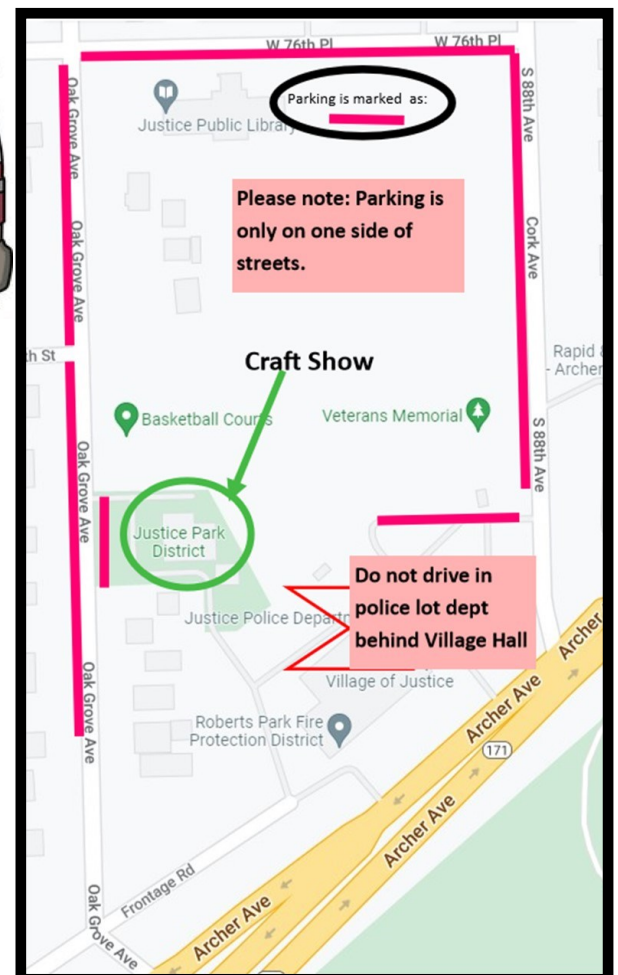 W 76th Pl
W 76th Pl
Oak Grove Ave
S 88th Ave
Parking is marked as:
Justice Public Library
Please note: Parking is
only on one side of
streets.
Oak Grove Ave
Cork Ave
h St
Craft Show
Rapid
- Archer
Basketball Courts
Veterans Memorial
S 88th Ave
Oak Grove Ave
Justice Park
District
Do not drive in
police lot dept
behind Village Hall
Justice Police Depart
Village of Justice
Archer
Oak Grove Ave
Roberts Park Fire
Protection District
Archer Ave
171
Archer Ave
Frontage Rd
Oak Grove Ave
Archer Ave